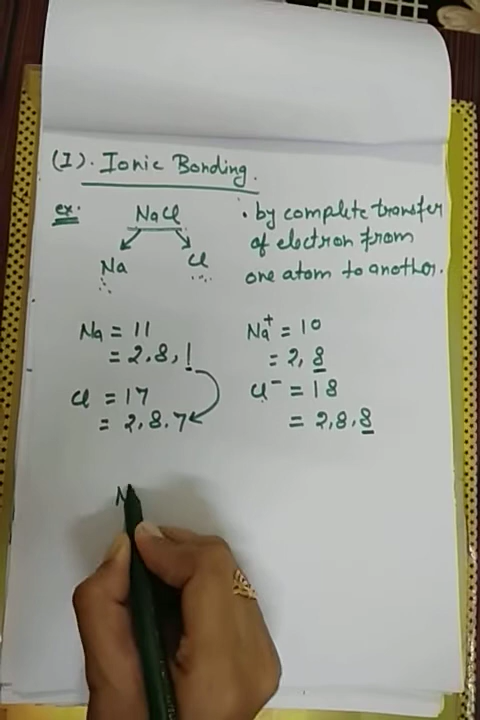 (I). Ionic Bonding.
ex. NaCl
Na Cl
• by complete transfer
of electron from
one atom to another.
Na = 11
= 2,8,1
Cl = 17
= 2,8,7
Na⁺ = 10
= 2,8
Cl⁻ = 18
= 2,8,8
N